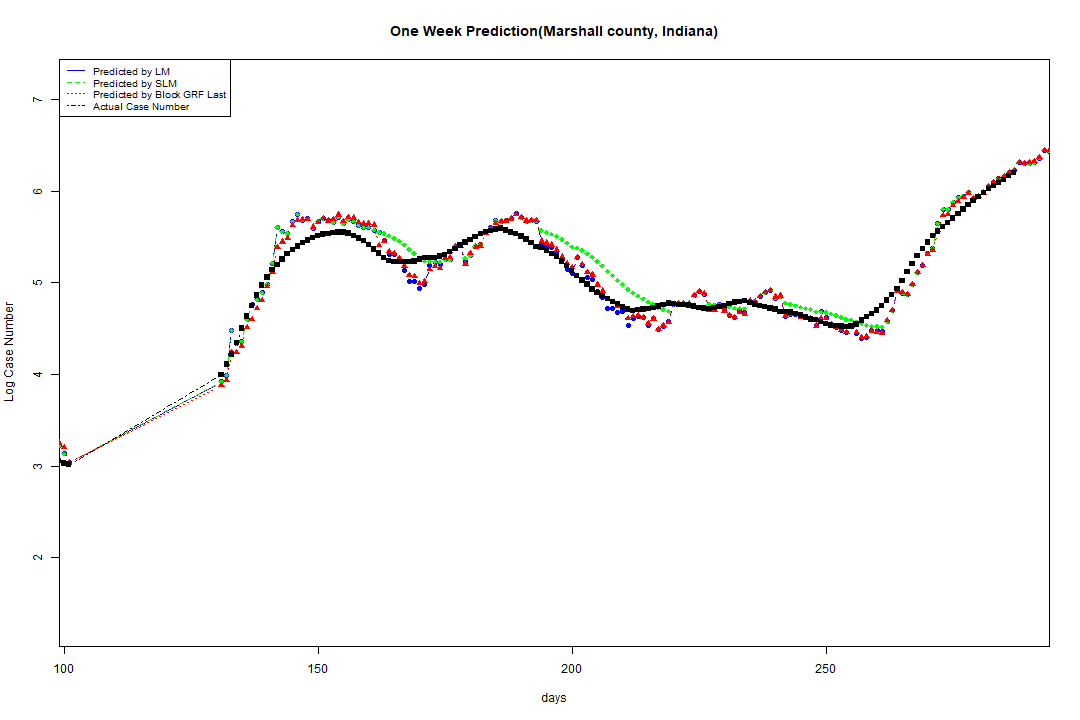 One Week Prediction(Marshall county, Indiana)
Predicted by LM
Predicted by SLM
Predicted by Block GRF Last
Actual Case Number
7
6
5
4
3
2
Log Case Number
100
150
200
250
days